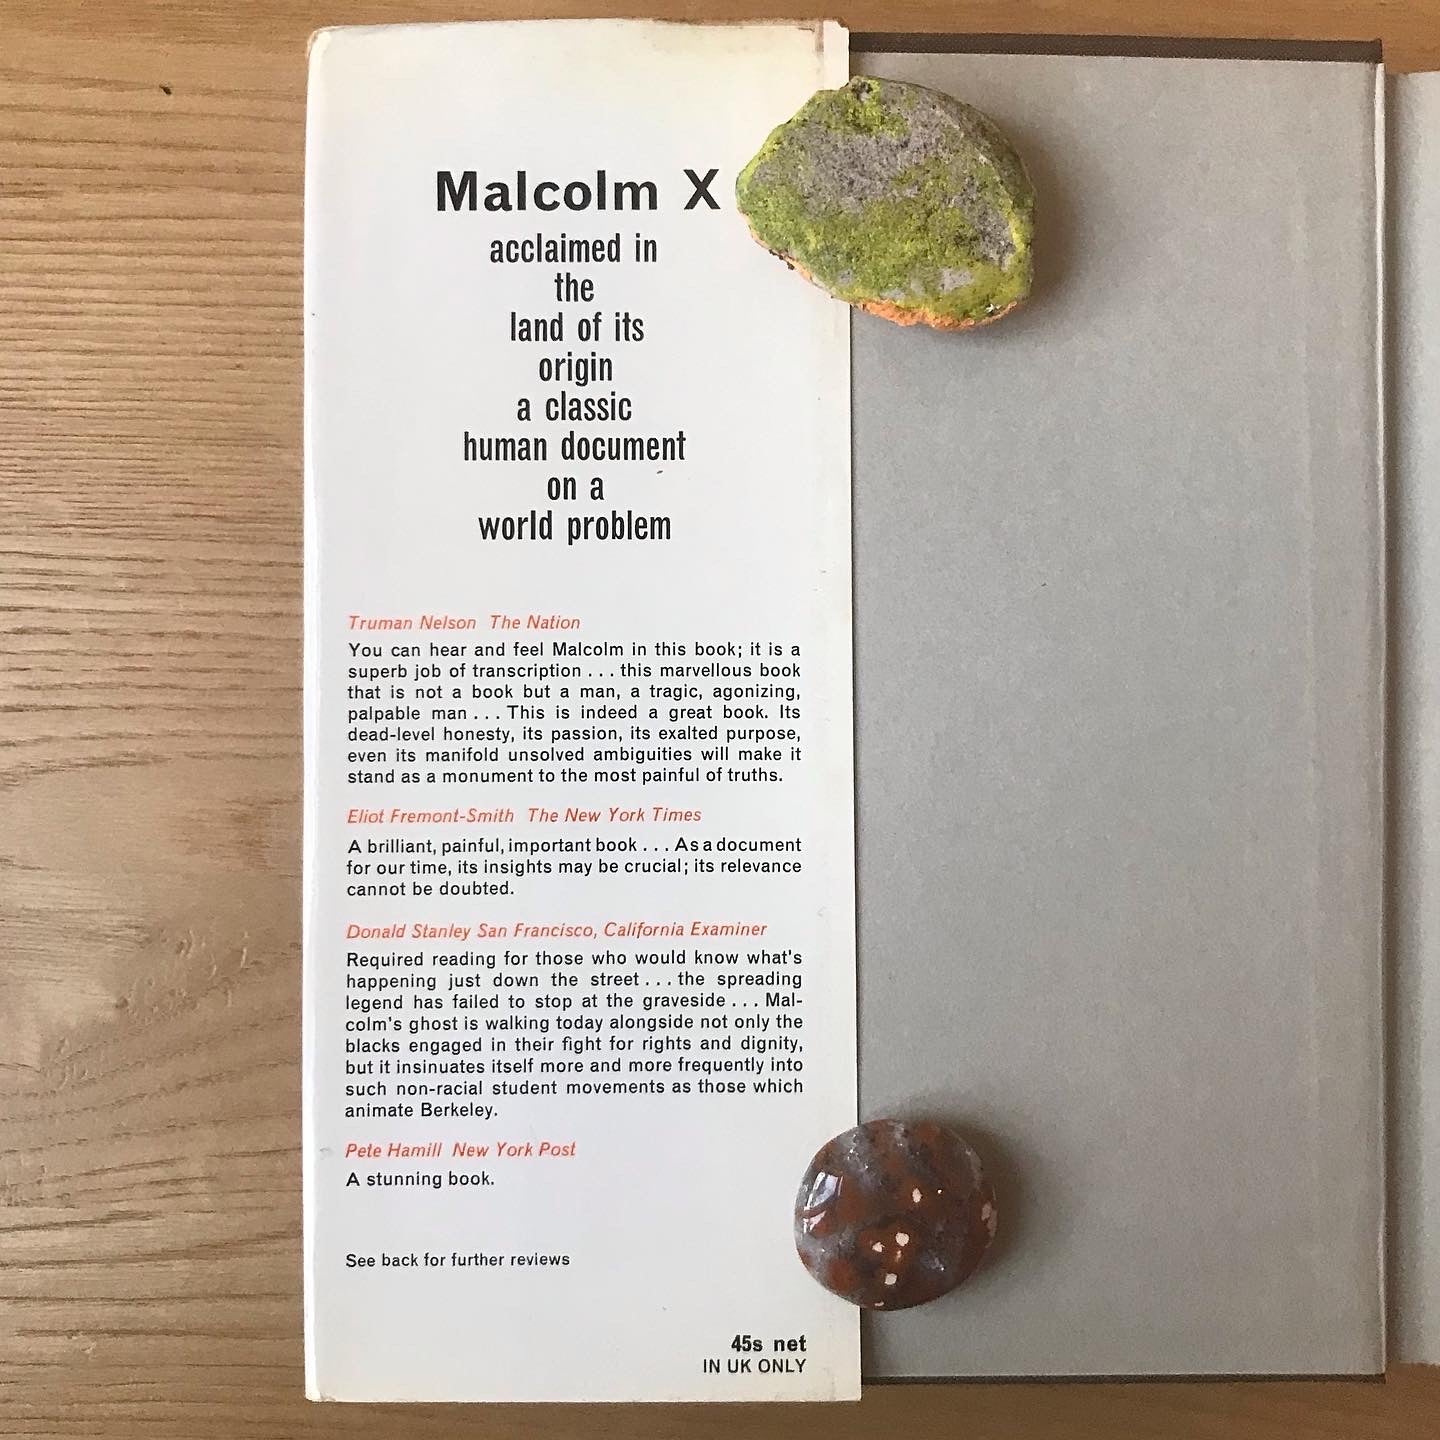 Malcolm X
acclaimed in
the
land of its
origin
a classic
human document
on a
world problem
Truman Nelson The Nation
You can hear and feel Malcolm in this book; it is a
superb job of transcription . . . this marvellous book
that is not a book but a man, a tragic, agonizing,
palpable man . . . This is indeed a great book. Its
dead-level honesty, its passion, its exalted purpose,
even its manifold unsolved ambiguities will make it
stand as a monument to the most painful of truths.
Eliot Fremont-Smith The New York Times
A brilliant, painful, important book . . . As a document
for our time, its insights may be crucial; its relevance
cannot be doubted.
Donald Stanley San Francisco, California Examiner
Required reading for those who would know what's
happening just down the street . . . the spreading
legend has failed to stop at the graveside . . . Mal-
colm's ghost is walking today alongside not only the
blacks engaged in their fight for rights and dignity,
but it insinuates itself more and more frequently into
such non-racial student movements as those which
animate Berkeley.
Pete Hamill New York Post
A stunning book.
See back for further reviews
45s net
IN UK ONLY